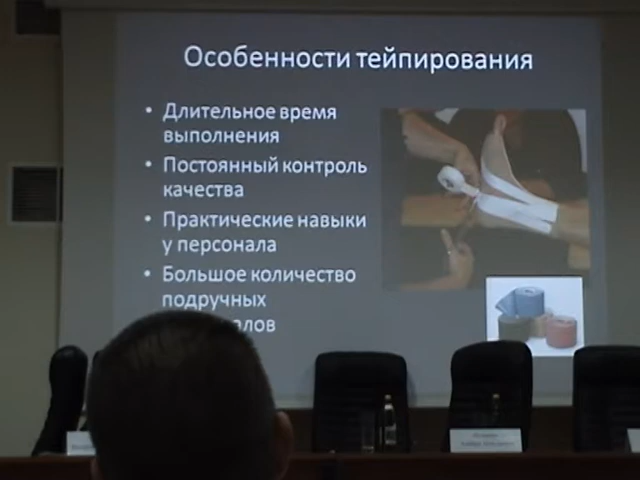 Особенности тейпирования
• Длительное время
выполнения
• Постоянный контроль
качества
• Практические навыки
у персонала
• Большое количество
подручных